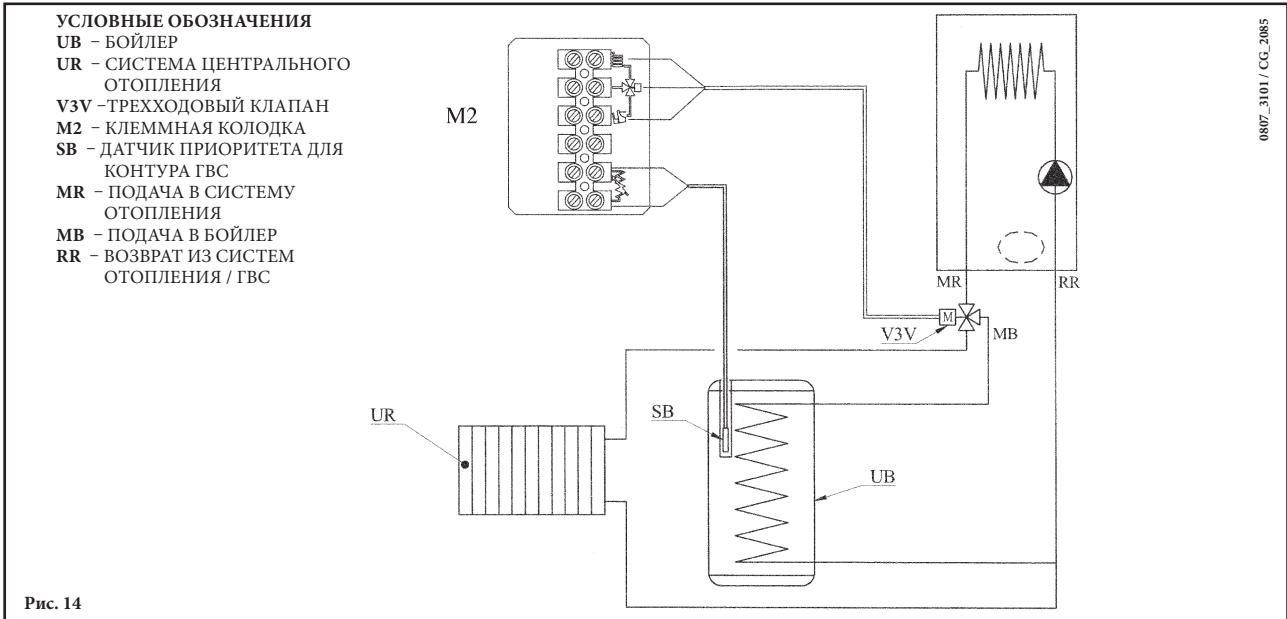 УСЛОВНЫЕ ОБОЗНАЧЕНИЯ
UB – БОЙЛЕР
UR – СИСТЕМА ЦЕНТРАЛЬНОГО
ОТОПЛЕНИЯ
V3V –ТРЕХХОДОВЫЙ КЛАПАН
M2 – КЛЕММНАЯ КОЛОДКА
SB – ДАТЧИК ПРИОРИТЕТА ДЛЯ
КОНТУРА ГВС
MR – ПОДАЧА В СИСТЕМУ
ОТОПЛЕНИЯ
MB – ПОДАЧА В БОЙЛЕР
RR – ВОЗВРАТ ИЗ СИСТЕМ
ОТОПЛЕНИЯ / ГВС
M2
0807_3101 / CG_2085
MR
RR
M
V3V
MB
UR
SB
UB
Рис. 14